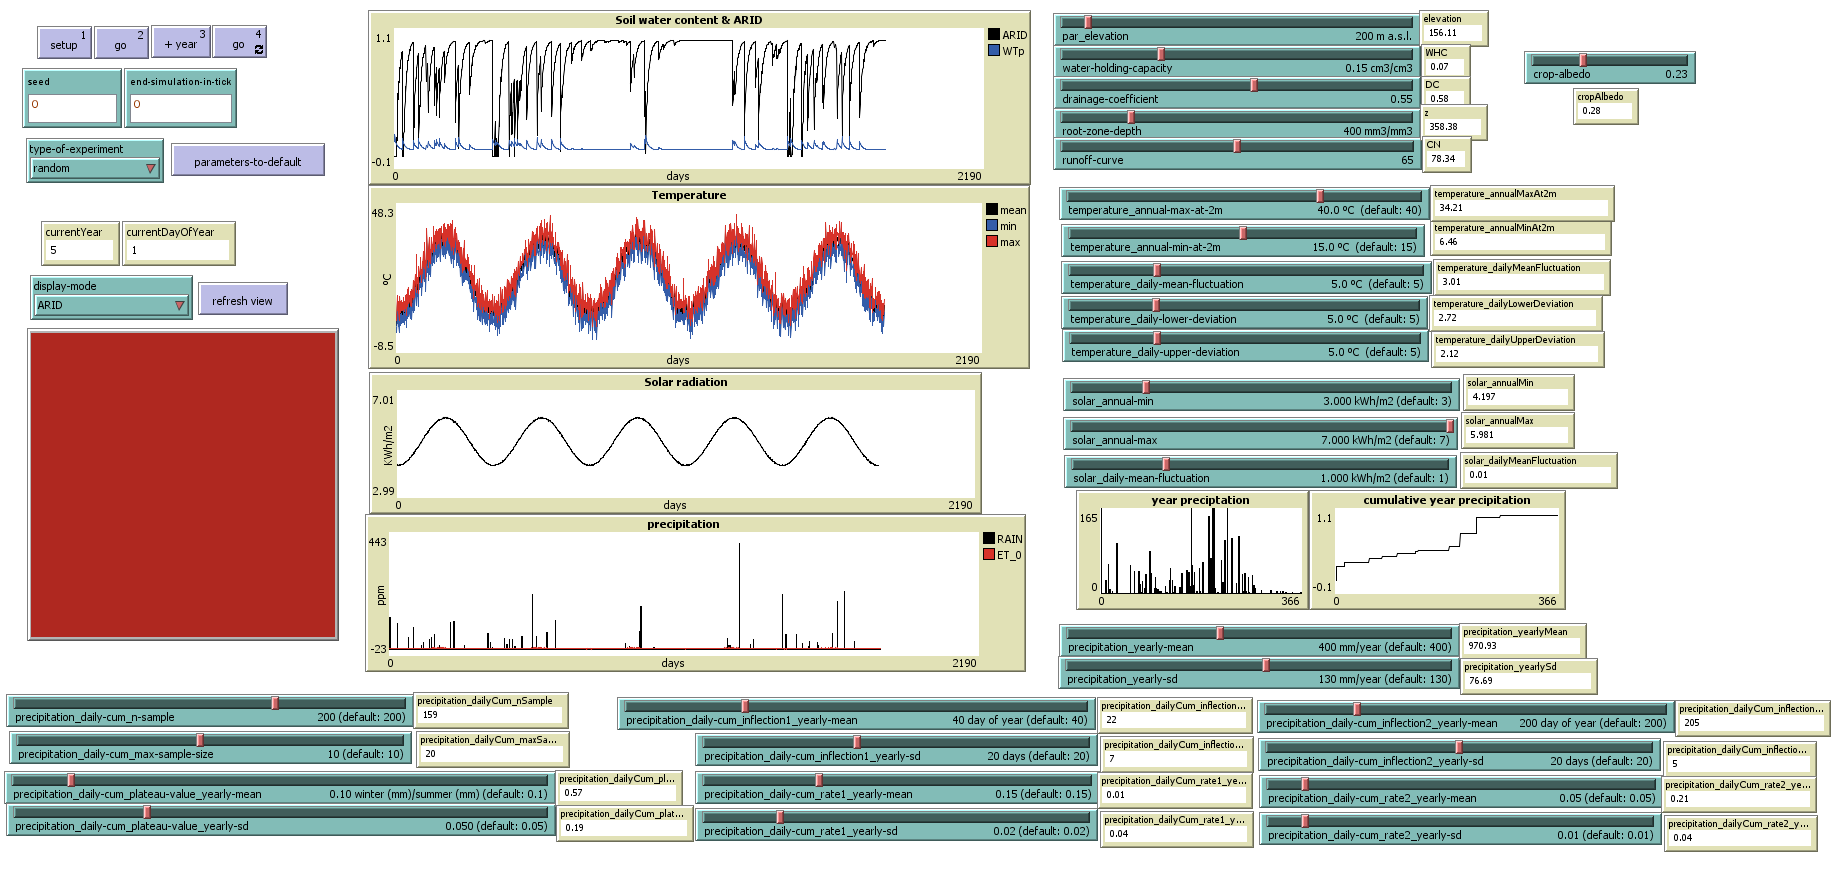 setup 1
go 2
+ year 3
go 4
seed
0
end-simulation-in-tick
0
type-of-experiment
random
parameters-to-default
currentYear
5
currentDayOfYear
1
display-mode
ARID
refresh view
Soil water content & ARID
1.1
-0.1
0
days
2190
ARID
WTp
Temperature
48.3
ºC
-8.5
0
days
2190
mean
min
max
Solar radiation
7.01
KWh/m2
2.99
0
days
2190
precipitation
443
ppm
-23
0
days
2190
RAIN
ET_0
par_elevation 200 m a.s.l.
elevation
156.11
water-holding-capacity 0.15 cm3/cm3
WHC
0.07
drainage-coefficient 0.55
DC
0.58
root-zone-depth 400 mm3/mm3
z
358.38
runoff-curve 65
CN
78.34
crop-albedo 0.23
cropAlbedo
0.28
temperature_annual-max-at-2m 40.0 ºC (default: 40)
temperature_annualMaxAt2m
34.21
temperature_annual-min-at-2m 15.0 ºC (default: 15)
temperature_annualMinAt2m
6.46
temperature_daily-mean-fluctuation 5.0 ºC (default: 5)
temperature_dailyMeanFluctuation
3.01
temperature_daily-lower-deviation 5.0 ºC (default: 5)
temperature_dailyLowerDeviation
2.72
temperature_daily-upper-deviation 5.0 ºC (default: 5)
temperature_dailyUpperDeviation
2.12
solar_annual-min 3.000 kWh/m2 (default: 3)
solar_annualMin
4.197
solar_annual-max 7.000 kWh/m2 (default: 7)
solar_annualMax
5.981
solar_daily-mean-fluctuation 1.000 kWh/m2 (default: 1)
solar_dailyMeanFluctuation
0.01
year preciptation
165
0
0
366
cumulative year precipitation
1.1
-0.1
0
366
precipitation_yearly-mean 400 mm/year (default: 400)
precipitation_yearlyMean
970.93
precipitation_yearly-sd 130 mm/year (default: 130)
precipitation_yearlySd
76.69
precipitation_daily-cum_n-sample 200 (default: 200)
precipitation_dailyCum_nSample
159
precipitation_daily-cum_max-sample-size 10 (default: 10)
precipitation_dailyCum_maxSa...
20
precipitation_daily-cum_plateau-value_yearly-mean 0.10 winter (mm)/summer (mm) (default: 0.1)
precipitation_dailyCum_pl...
0.57
precipitation_daily-cum_plateau-value_yearly-sd 0.050 (default: 0.05)
precipitation_dailyCum_plat...
0.19
precipitation_daily-cum_inflection1_yearly-mean 40 day of year (default: 40)
precipitation_dailyCum_inflection...
22
precipitation_daily-cum_inflection1_yearly-sd 20 days (default: 20)
precipitation_dailyCum_inflectio...
7
precipitation_daily-cum_rate1_yearly-mean 0.15 (default: 0.15)
precipitation_dailyCum_rate1_ye...
0.01
precipitation_daily-cum_rate1_yearly-sd 0.02 (default: 0.02)
precipitation_dailyCum_rate1_y...
0.04
precipitation_daily-cum_inflection2_yearly-mean 200 day of year (default: 200)
precipitation_dailyCum_inflection...
205
precipitation_daily-cum_inflection2_yearly-sd 20 days (default: 20)
precipitation_dailyCum_inflectio...
5
precipitation_daily-cum_rate2_yearly-mean 0.05 (default: 0.05)
precipitation_dailyCum_rate2_ye...
0.21
precipitation_daily-cum_rate2_yearly-sd 0.01 (default: 0.01)
precipitation_dailyCum_rate2_y...
0.04